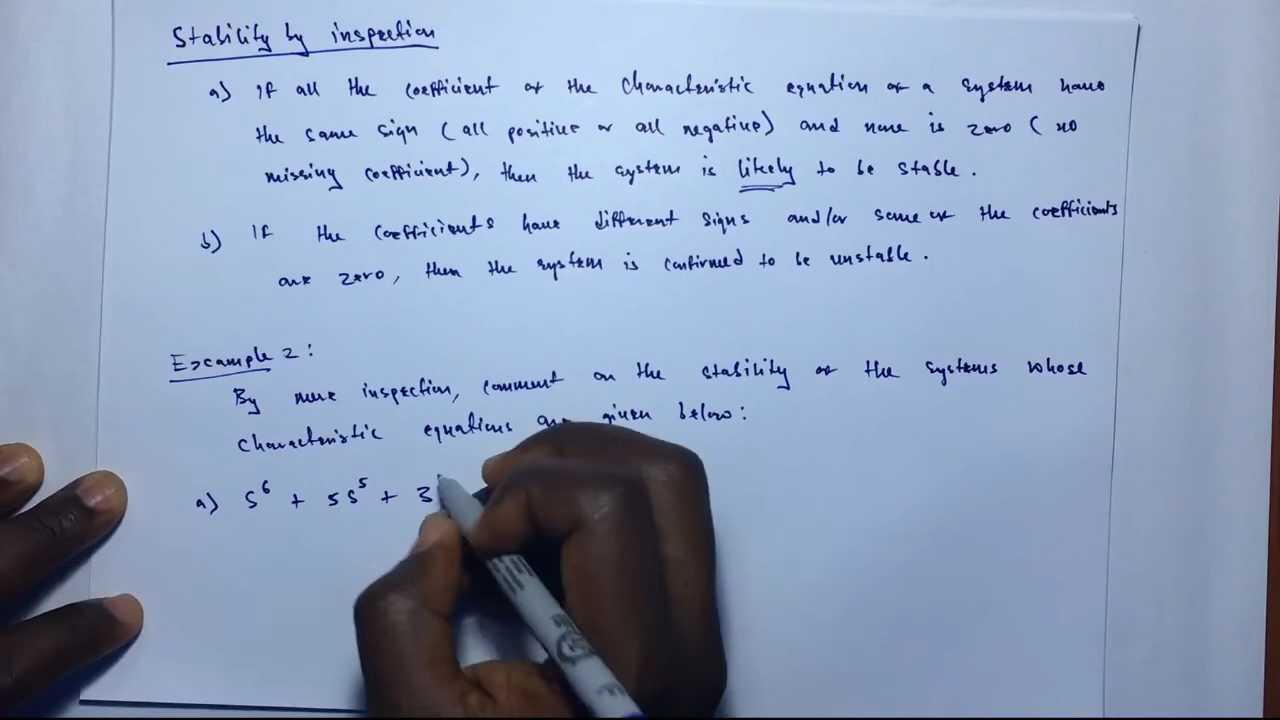 Stability by inspection
a) If all the coefficient of the characteristic equation of a system have
the same sign (all positive or all negative) and none is zero (no
missing coefficient), then the system is likely to be stable.
b) If the coefficients have different signs and/or some of the coefficients
are zero, then the system is confirmed to be unstable.
Example 2:
By mere inspection, comment on the stability of the systems whose
characteristic equations are given below:
a) S⁶ + 5S⁵ + 3